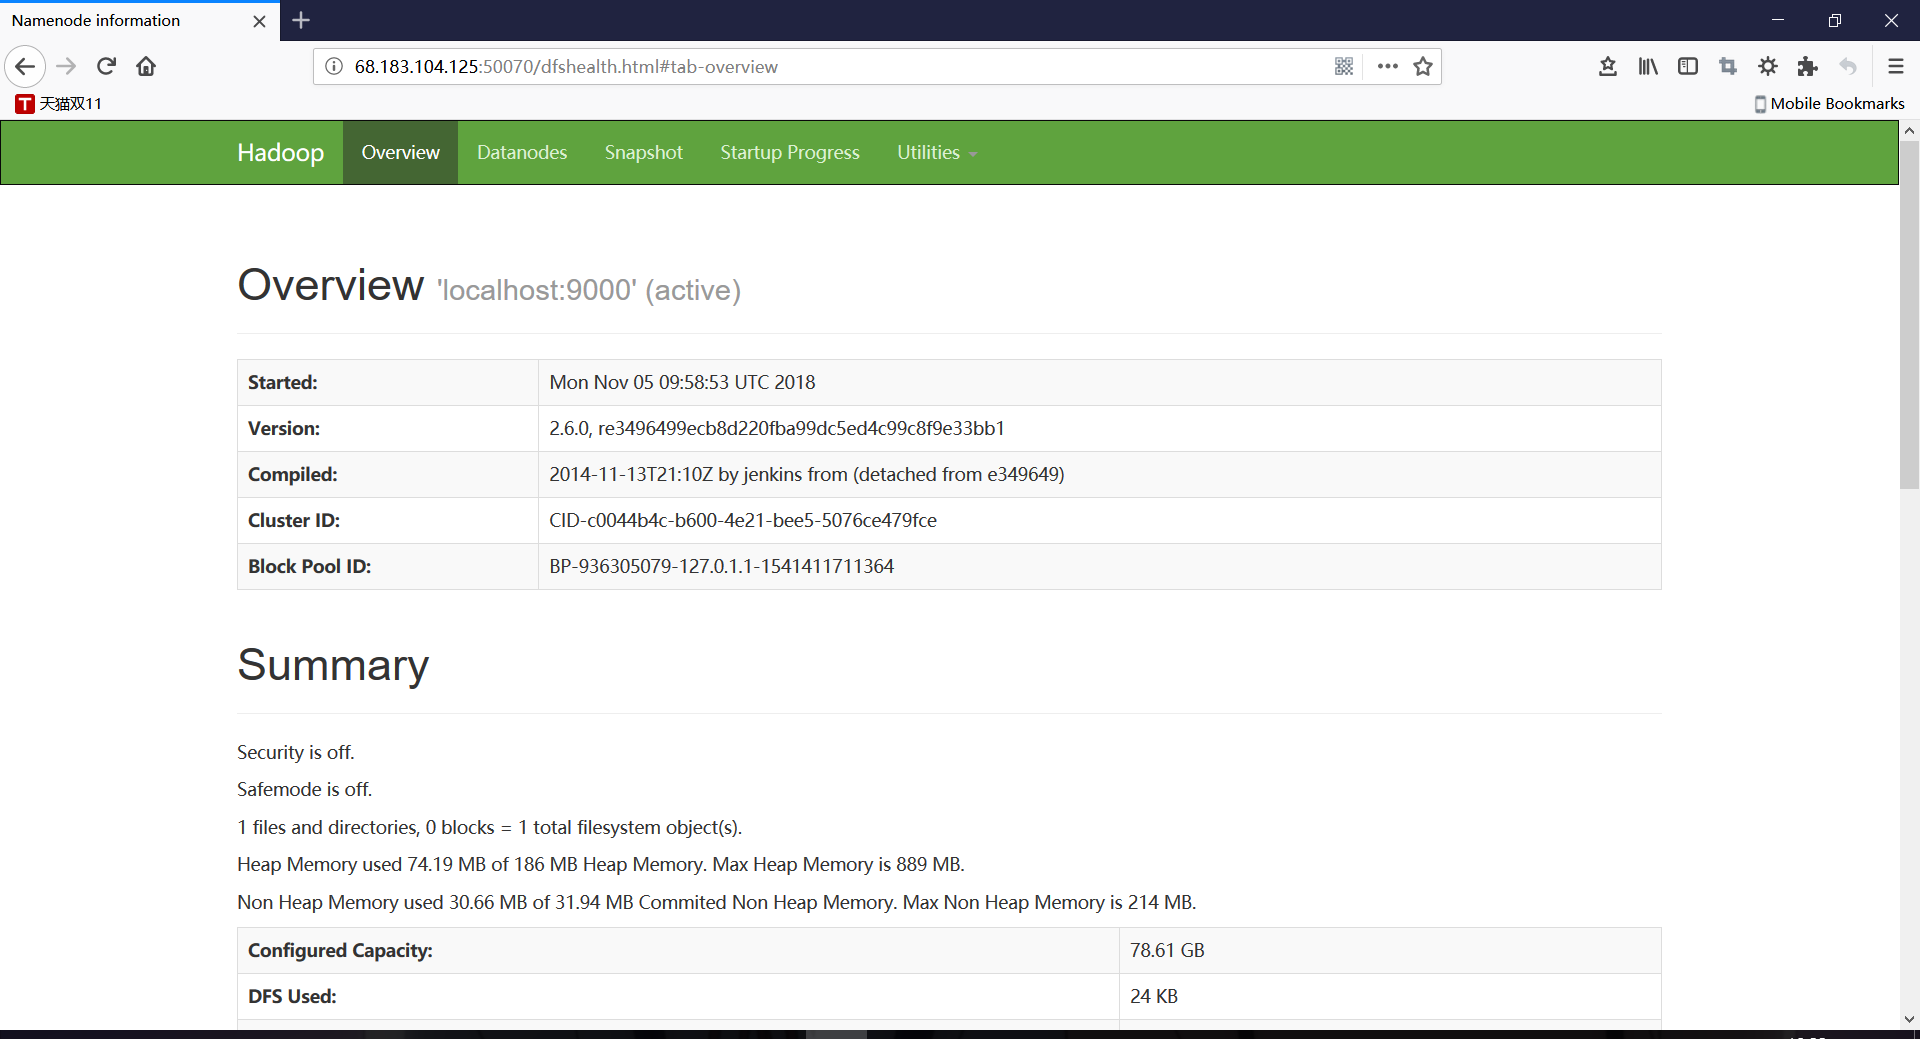 Namenode information
68.183.104.125:50070/dfshealth.html#tab-overview
T 天猫双11
Mobile Bookmarks
Hadoop Overview Datanodes Snapshot Startup Progress Utilities
Overview 'localhost:9000' (active)
Started: Mon Nov 05 09:58:53 UTC 2018
Version: 2.6.0, re3496499ecb8d220fba99dc5ed4c99c8f9e33bb1
Compiled: 2014-11-13T21:10Z by jenkins from (detached from e349649)
Cluster ID: CID-c0044b4c-b600-4e21-bee5-5076ce479fce
Block Pool ID: BP-936305079-127.0.1.1-1541411711364
Summary
Security is off.
Safemode is off.
1 files and directories, 0 blocks = 1 total filesystem object(s).
Heap Memory used 74.19 MB of 186 MB Heap Memory. Max Heap Memory is 889 MB.
Non Heap Memory used 30.66 MB of 31.94 MB Commited Non Heap Memory. Max Non Heap Memory is 214 MB.
Configured Capacity: 78.61 GB
DFS Used: 24 KB